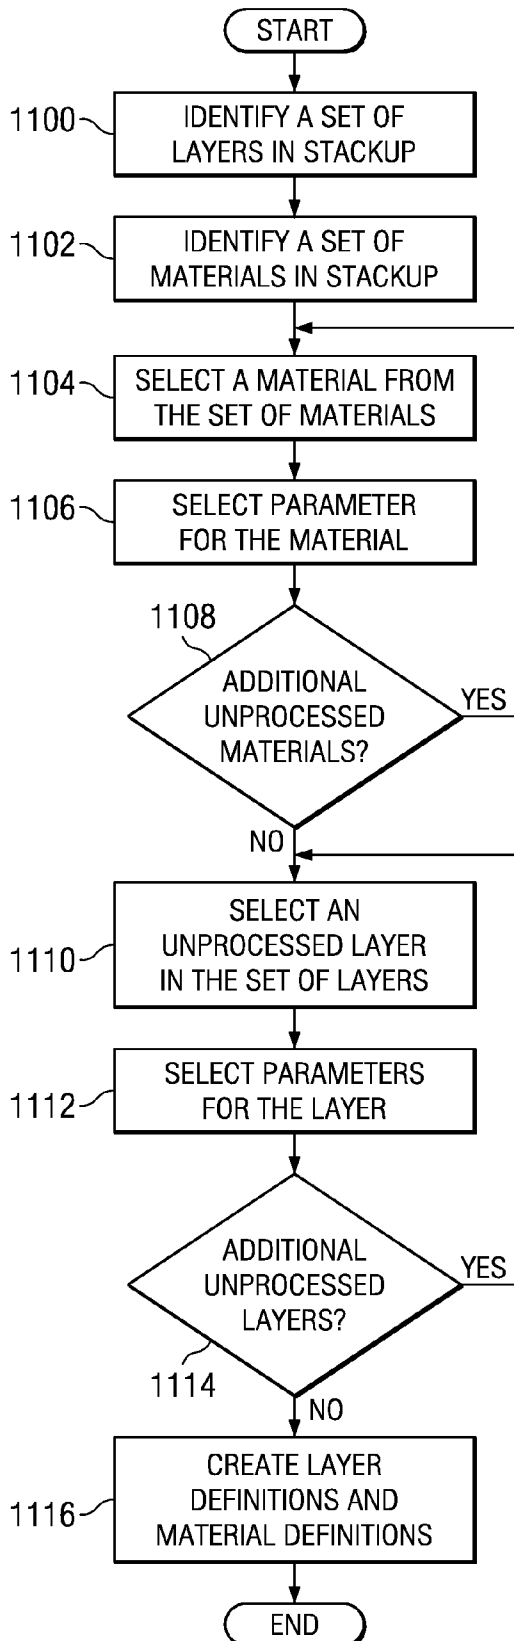 START
1100
IDENTIFY A SET OF
LAYERS IN STACKUP
1102
IDENTIFY A SET OF
MATERIALS IN STACKUP
1104
SELECT A MATERIAL FROM
THE SET OF MATERIALS
1106
SELECT PARAMETER
FOR THE MATERIAL
1108
ADDITIONAL
UNPROCESSED
MATERIALS?
YES
NO
1110
SELECT AN
UNPROCESSED LAYER
IN THE SET OF LAYERS
1112
SELECT PARAMETERS
FOR THE LAYER
ADDITIONAL
UNPROCESSED
LAYERS?
YES
1114
NO
1116
CREATE LAYER
DEFINITIONS AND
MATERIAL DEFINITIONS
END